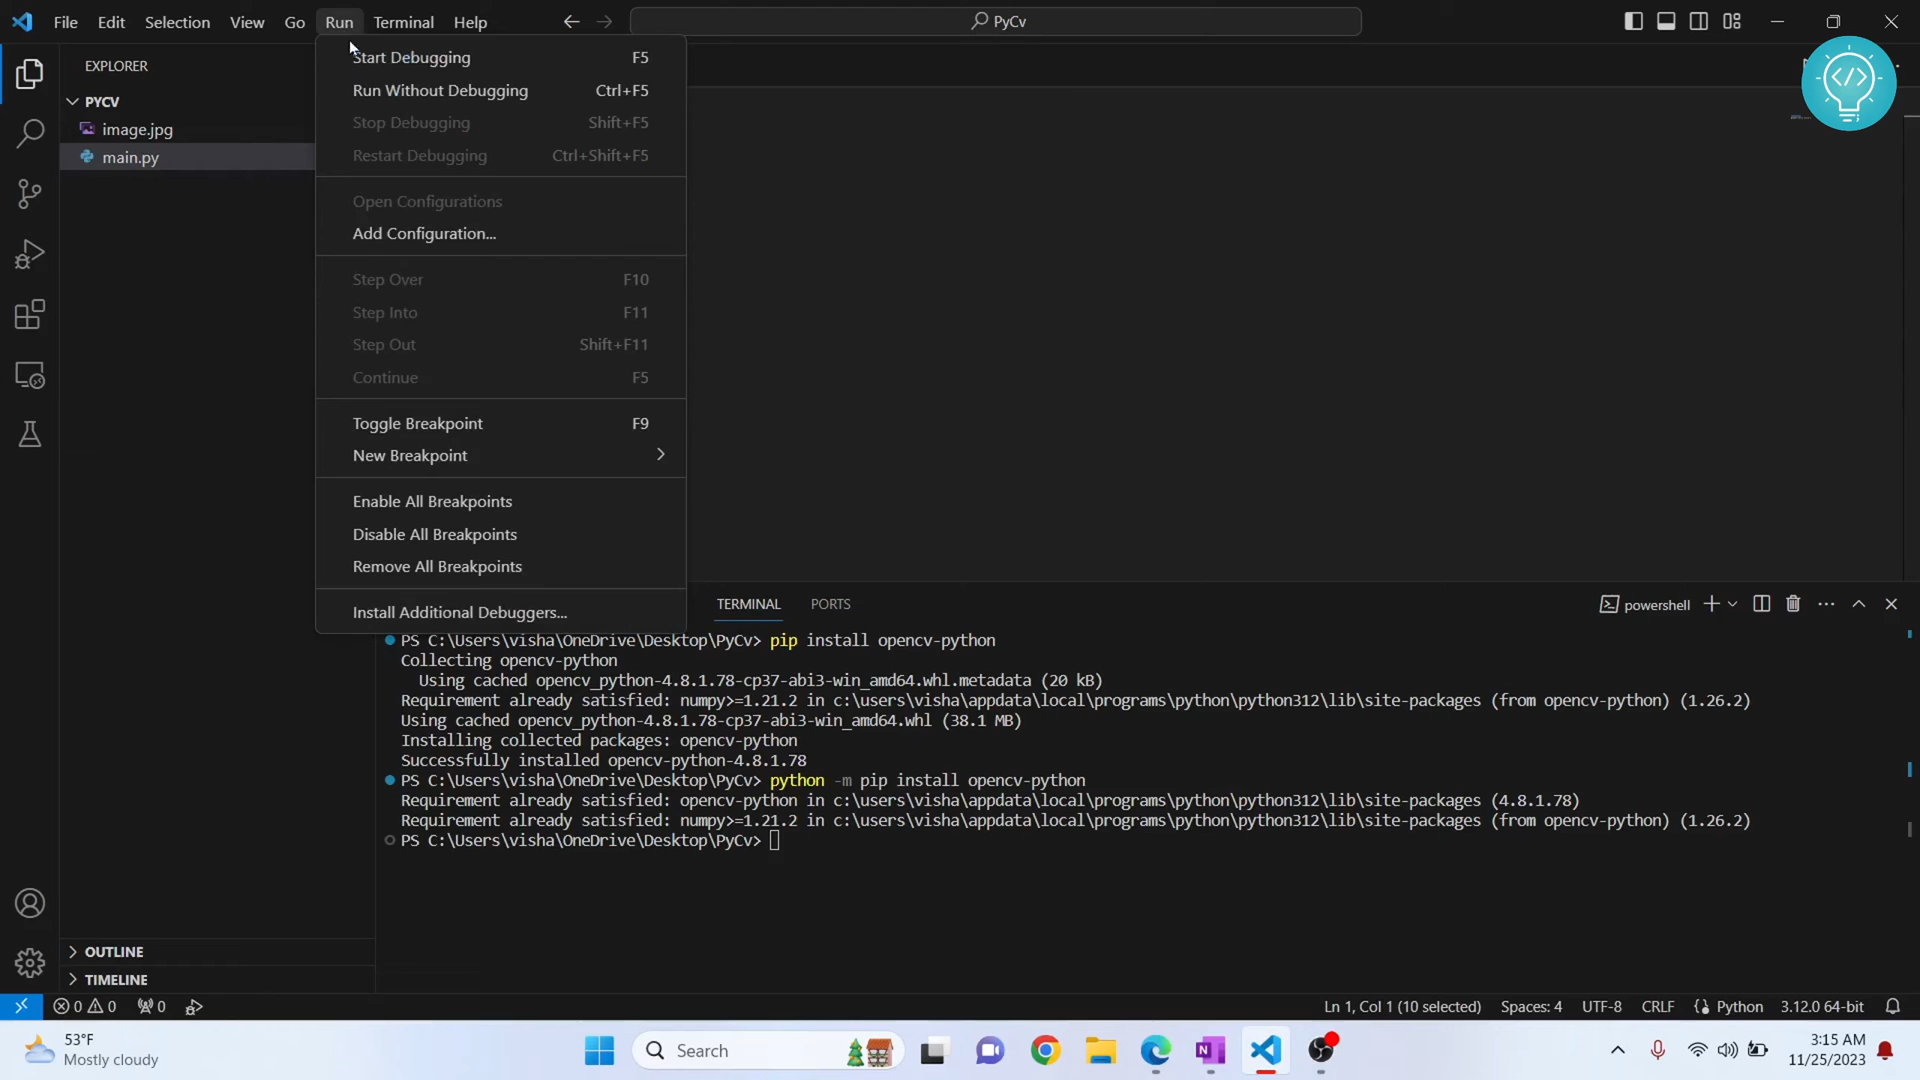 File Edit Selection View Go Run Terminal Help
PyCv
EXPLORER
PYCV
image.jpg
main.py
Start Debugging F5
Run Without Debugging Ctrl+F5
Stop Debugging Shift+F5
Restart Debugging Ctrl+Shift+F5
Open Configurations
Add Configuration...
Step Over F10
Step Into F11
Step Out Shift+F11
Continue F5
Toggle Breakpoint F9
New Breakpoint
Enable All Breakpoints
Disable All Breakpoints
Remove All Breakpoints
Install Additional Debuggers...
TERMINAL PORTS
powershell
PS C:\Users\visha\OneDrive\Desktop\PyCv> pip install opencv-python
Collecting opencv-python
Using cached opencv_python-4.8.1.78-cp37-abi3-win_amd64.whl.metadata (20 kB)
Requirement already satisfied: numpy>=1.21.2 in c:\users\visha\appdata\local\programs\python\python312\lib\site-packages (from opencv-python) (1.26.2)
Using cached opencv_python-4.8.1.78-cp37-abi3-win_amd64.whl (38.1 MB)
Installing collected packages: opencv-python
Successfully installed opencv-python-4.8.1.78
PS C:\Users\visha\OneDrive\Desktop\PyCv> python -m pip install opencv-python
Requirement already satisfied: opencv-python in c:\users\visha\appdata\local\programs\python\python312\lib\site-packages (4.8.1.78)
Requirement already satisfied: numpy>=1.21.2 in c:\users\visha\appdata\local\programs\python\python312\lib\site-packages (from opencv-python) (1.26.2)
PS C:\Users\visha\OneDrive\Desktop\PyCv>
OUTLINE
TIMELINE
0 0 0
Ln 1, Col 1 (10 selected) Spaces: 4 UTF-8 CRLF Python 3.12.0 64-bit
53°F
Mostly cloudy
Search
3:15 AM
11/25/2023